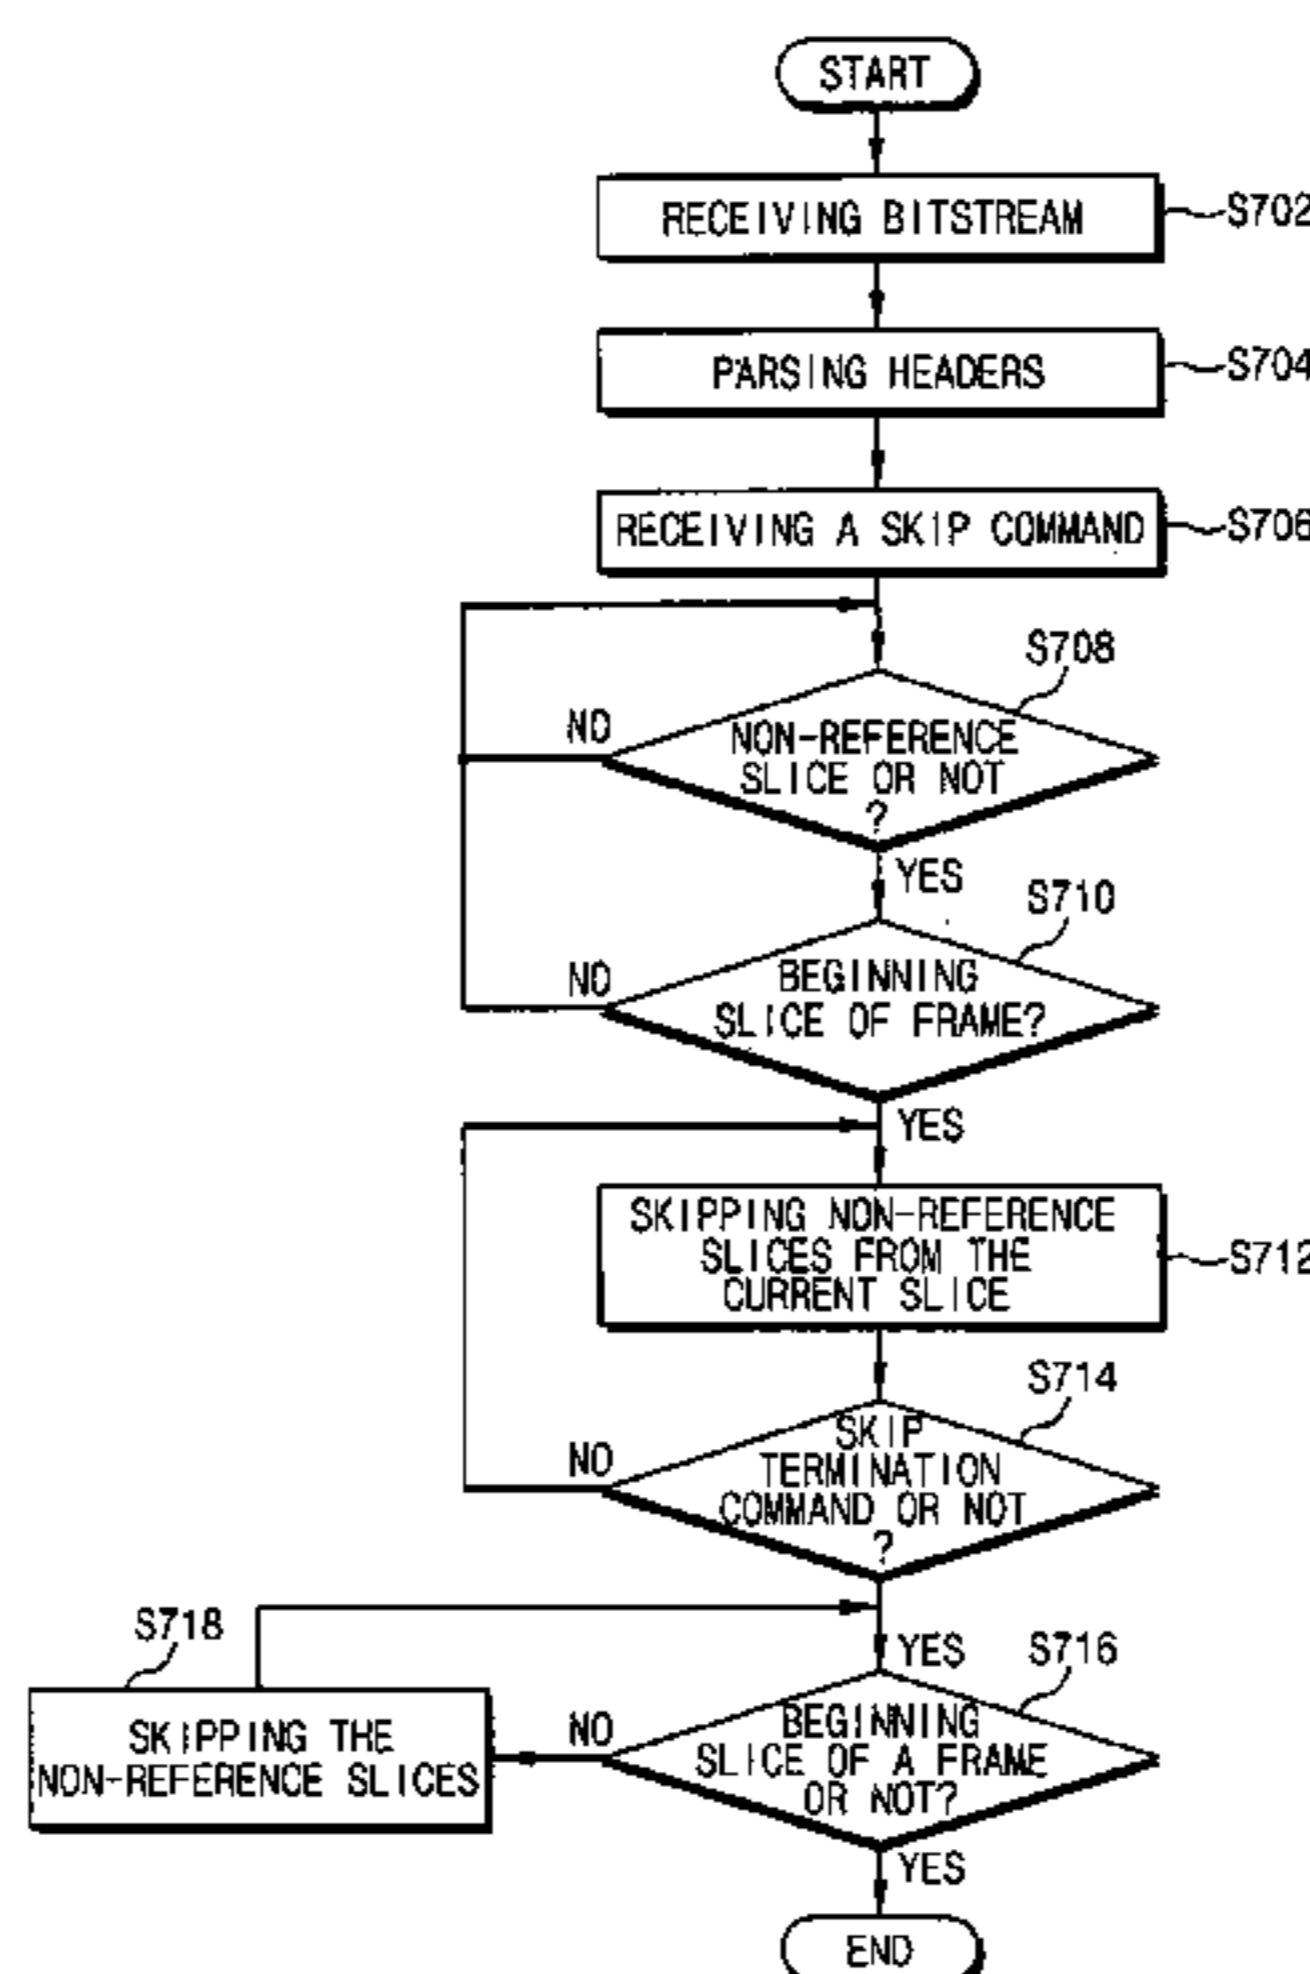 START
RECEIVING BITSTREAM
S702
PARSING HEADERS
S704
RECEIVING A SKIP COMMAND
S706
S708
NO
NON-REFERENCE
SLICE OR NOT
?
YES
S710
NO
BEGINNING
SLICE OF FRAME?
YES
SKIPPING NON-REFERENCE
SLICES FROM THE
CURRENT SLICE
S712
S714
NO
SKIP
TERMINATION
COMMAND OR NOT
?
S718
YES
S716
SKIPPING THE
NON-REFERENCE SLICES
NO
BEGINNING
SLICE OF A FRAME
OR NOT?
YES
END